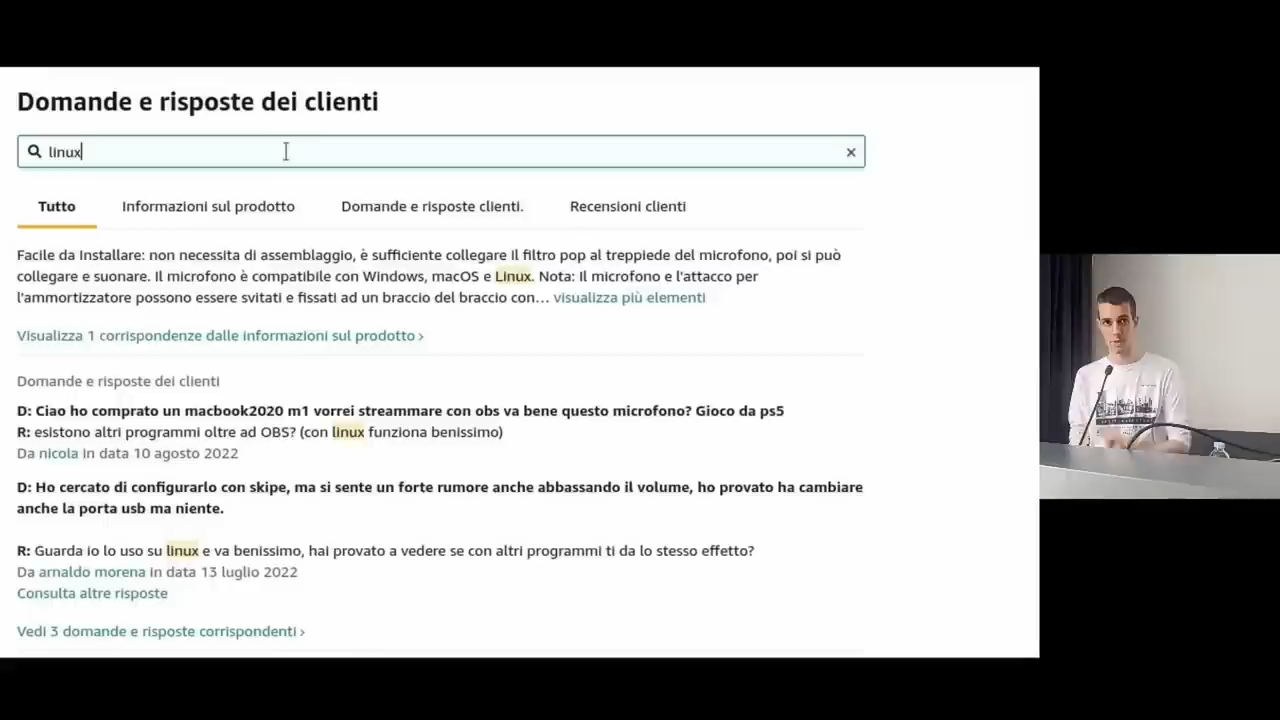 Domande e risposte dei clienti
linux
Tutto
Informazioni sul prodotto
Domande e risposte clienti.
Recensioni clienti
Facile da Installare: non necessita di assemblaggio, è sufficiente collegare il filtro pop al treppiede del microfono, poi si può
collegare e suonare. Il microfono è compatibile con Windows, macOS e Linux. Nota: Il microfono e l'attacco per
l'ammortizzatore possono essere svitati e fissati ad un braccio del braccio con… visualizza più elementi
Visualizza 1 corrispondenze dalle informazioni sul prodotto ›
Domande e risposte dei clienti
D: Ciao ho comprato un macbook2020 m1 vorrei streammare con obs va bene questo microfono? Gioco da ps5
R: esistono altri programmi oltre ad OBS? (con linux funziona benissimo)
Da nicola in data 10 agosto 2022
D: Ho cercato di configurarlo con skipe, ma si sente un forte rumore anche abbassando il volume, ho provato ha cambiare
anche la porta usb ma niente.
R: Guarda io lo uso su linux e va benissimo, hai provato a vedere se con altri programmi ti da lo stesso effetto?
Da arnaldo morena in data 13 luglio 2022
Consulta altre risposte
Vedi 3 domande e risposte corrispondenti ›